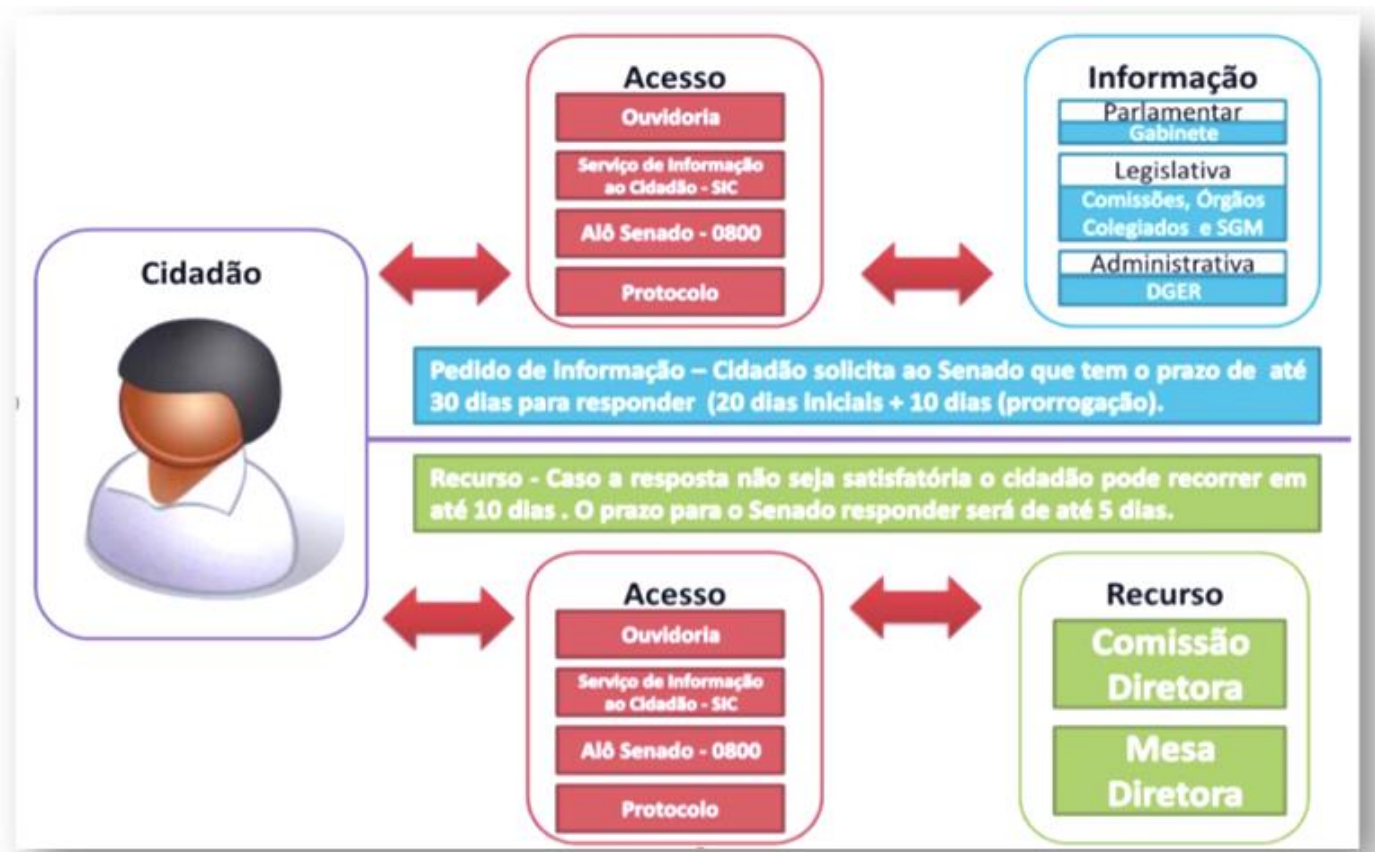 Cidadão
Acesso
Ouvidoria
Serviço de Informação
ao Cidadão - SIC
Alô Senado - 0800
Protocolo
Informação
Parlamentar
Gabinete
Legislativa
Comissões, Órgãos
Colegiados e SGM
Administrativa
DGER
Pedido de Informação – Cidadão solicita ao Senado que tem o prazo de até
30 dias para responder (20 dias iniciais + 10 dias (prorrogação).
Recurso - Caso a resposta não seja satisfatória o cidadão pode recorrer em
até 10 dias . O prazo para o Senado responder será de até 5 dias.
Acesso
Ouvidoria
Serviço de Informação
ao Cidadão - SIC
Alô Senado - 0800
Protocolo
Recurso
Comissão
Diretora
Mesa
Diretora